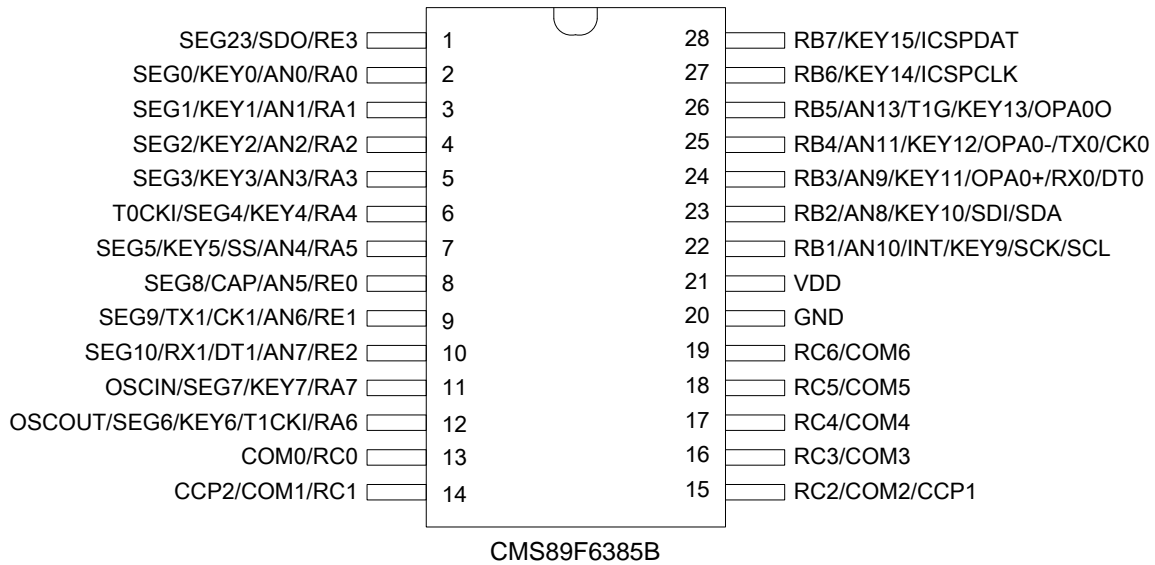 SEG23/SDO/RE3 1 28 RB7/KEY15/ICSPDAT
SEG0/KEY0/AN0/RA0 2 27 RB6/KEY14/ICSPCLK
SEG1/KEY1/AN1/RA1 3 26 RB5/AN13/T1G/KEY13/OPA0O
SEG2/KEY2/AN2/RA2 4 25 RB4/AN11/KEY12/OPA0-/TX0/CK0
SEG3/KEY3/AN3/RA3 5 24 RB3/AN9/KEY11/OPA0+/RX0/DT0
T0CKI/SEG4/KEY4/RA4 6 23 RB2/AN8/KEY10/SDI/SDA
SEG5/KEY5/SS/AN4/RA5 7 22 RB1/AN10/INT/KEY9/SCK/SCL
SEG8/CAP/AN5/RE0 8 21 VDD
SEG9/TX1/CK1/AN6/RE1 9 20 GND
SEG10/RX1/DT1/AN7/RE2 10 19 RC6/COM6
OSCIN/SEG7/KEY7/RA7 11 18 RC5/COM5
OSCOUT/SEG6/KEY6/T1CKI/RA6 12 17 RC4/COM4
COM0/RC0 13 16 RC3/COM3
CCP2/COM1/RC1 14 15 RC2/COM2/CCP1
CMS89F6385B